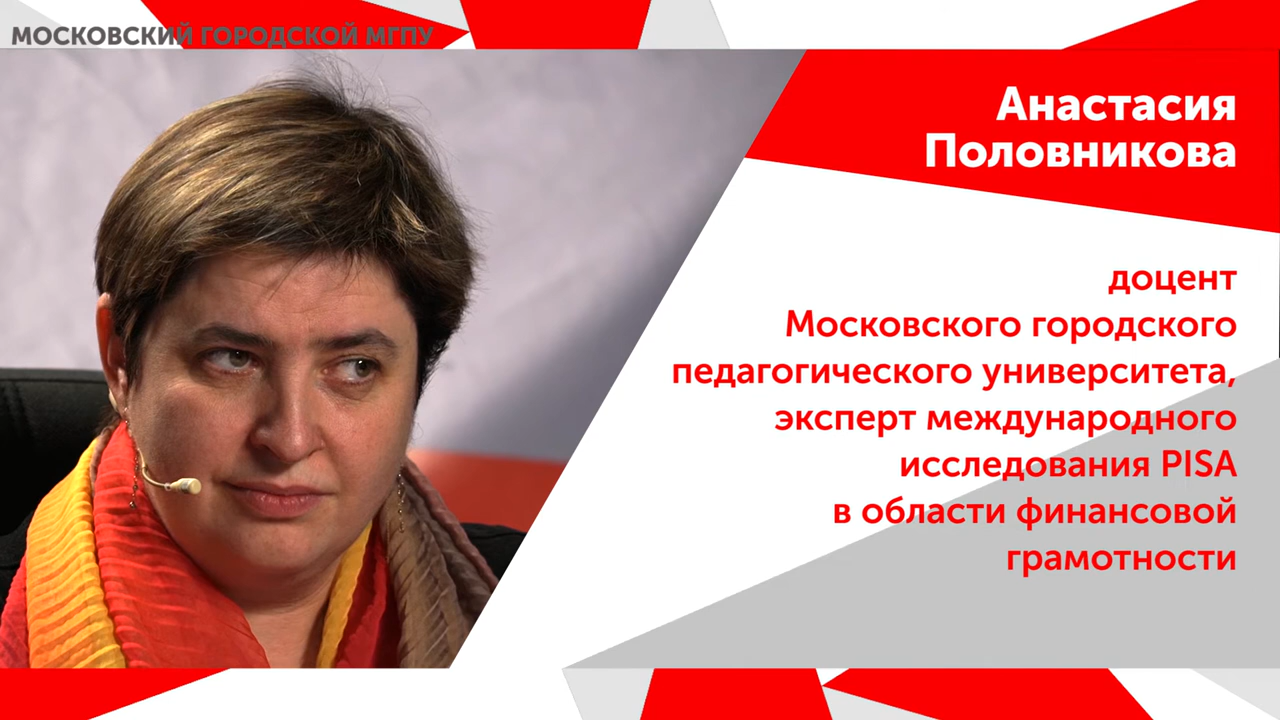 МОСКОВСКИЙ ГОРОДСКОЙ МГПУ
Анастасия
Половникова
доцент
Московского городского
педагогического университета,
эксперт международного
исследования PISA
в области финансовой
грамотности